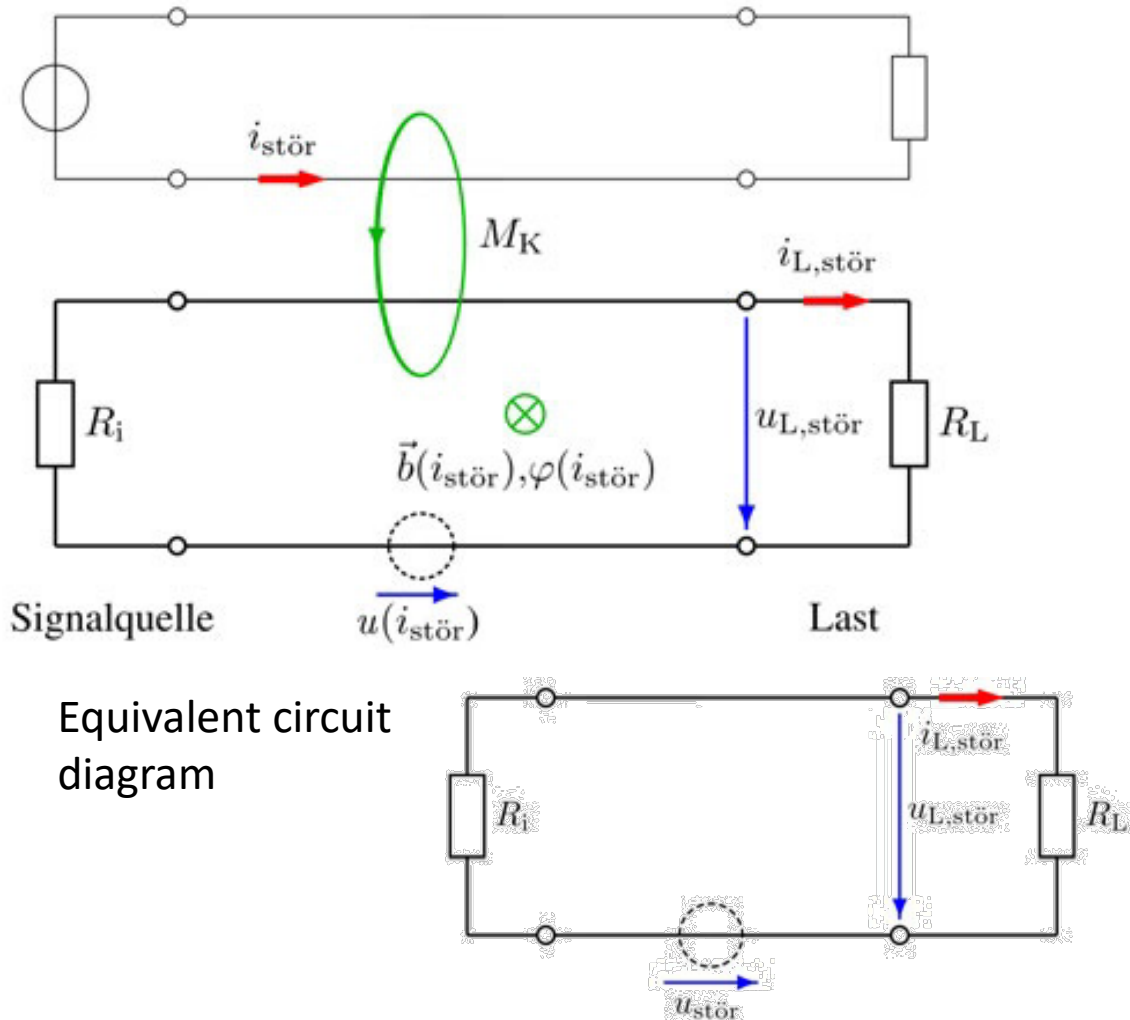 i_stör
M_K
i_L,stör
R_i
u_L,stör
R_L
b⃗(i_stör),φ(i_stör)
Signalquelle
u(i_stör)
Last
Equivalent circuit
diagram
i_L,stör
R_i
u_L,stör
R_L
u_stör